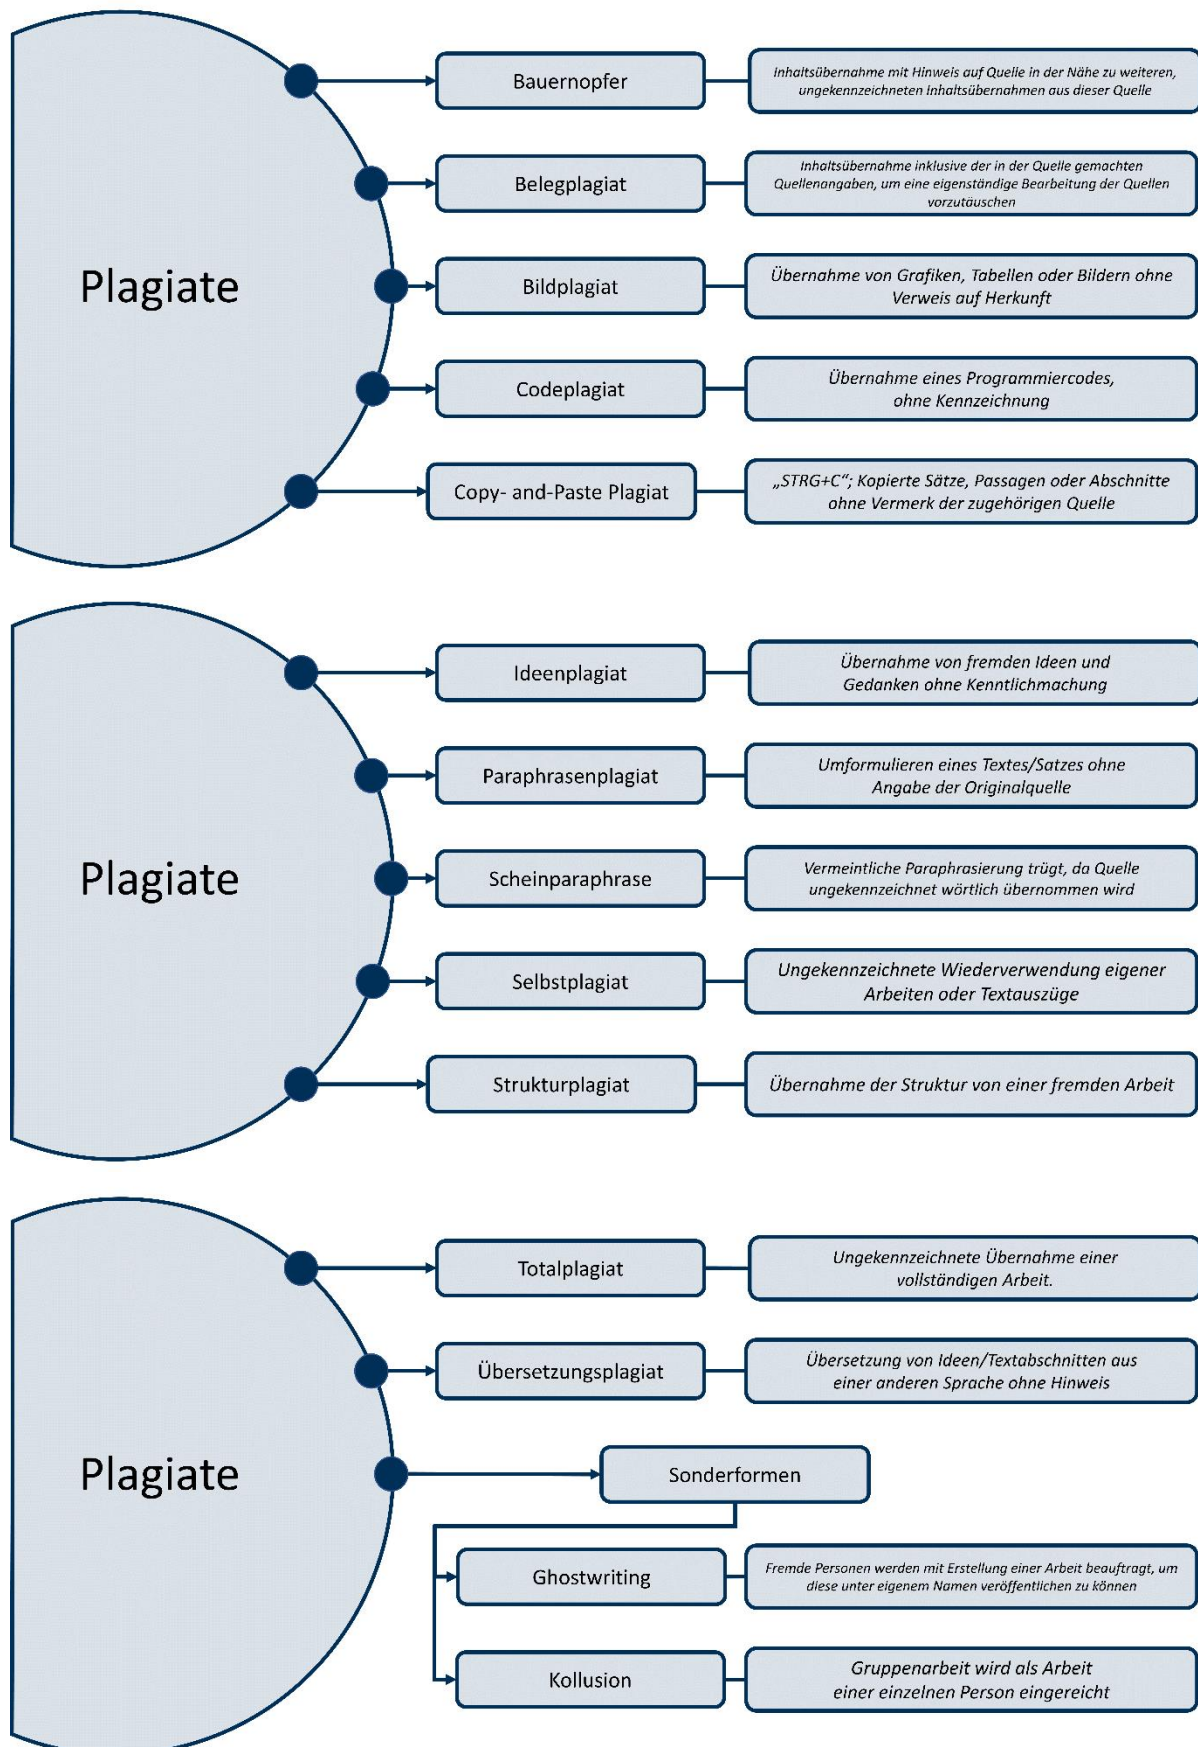 Plagiate
Bauernopfer
Inhaltsübernahme mit Hinweis auf Quelle in der Nähe zu weiteren,
ungekennzeichneten Inhaltsübernahmen aus dieser Quelle
Belegplagiat
Inhaltsübernahme inklusive der in der Quelle gemachten
Quellenangaben, um eine eigenständige Bearbeitung der Quellen
vorzutäuschen
Bildplagiat
Übernahme von Grafiken, Tabellen oder Bildern ohne
Verweis auf Herkunft
Codeplagiat
Übernahme eines Programmiercodes,
ohne Kennzeichnung
Copy- and-Paste Plagiat
„STRG+C“; Kopierte Sätze, Passagen oder Abschnitte
ohne Vermerk der zugehörigen Quelle
Plagiate
Ideenplagiat
Übernahme von fremden Ideen und
Gedanken ohne Kenntlichmachung
Paraphrasenplagiat
Umformulieren eines Textes/Satzes ohne
Angabe der Originalquelle
Scheinparaphrase
Vermeintliche Paraphrasierung trügt, da Quelle
ungekennzeichnet wörtlich übernommen wird
Selbstplagiat
Ungekennzeichnete Wiederverwendung eigener
Arbeiten oder Textauszüge
Strukturplagiat
Übernahme der Struktur von einer fremden Arbeit
Plagiate
Totalplagiat
Ungekennzeichnete Übernahme einer
vollständigen Arbeit.
Übersetzungsplagiat
Übersetzung von Ideen/Textabschnitten aus
einer anderen Sprache ohne Hinweis
Sonderformen
Ghostwriting
Fremde Personen werden mit Erstellung einer Arbeit beauftragt, um
diese unter eigenem Namen veröffentlichen zu können
Kollusion
Gruppenarbeit wird als Arbeit
einer einzelnen Person eingereicht